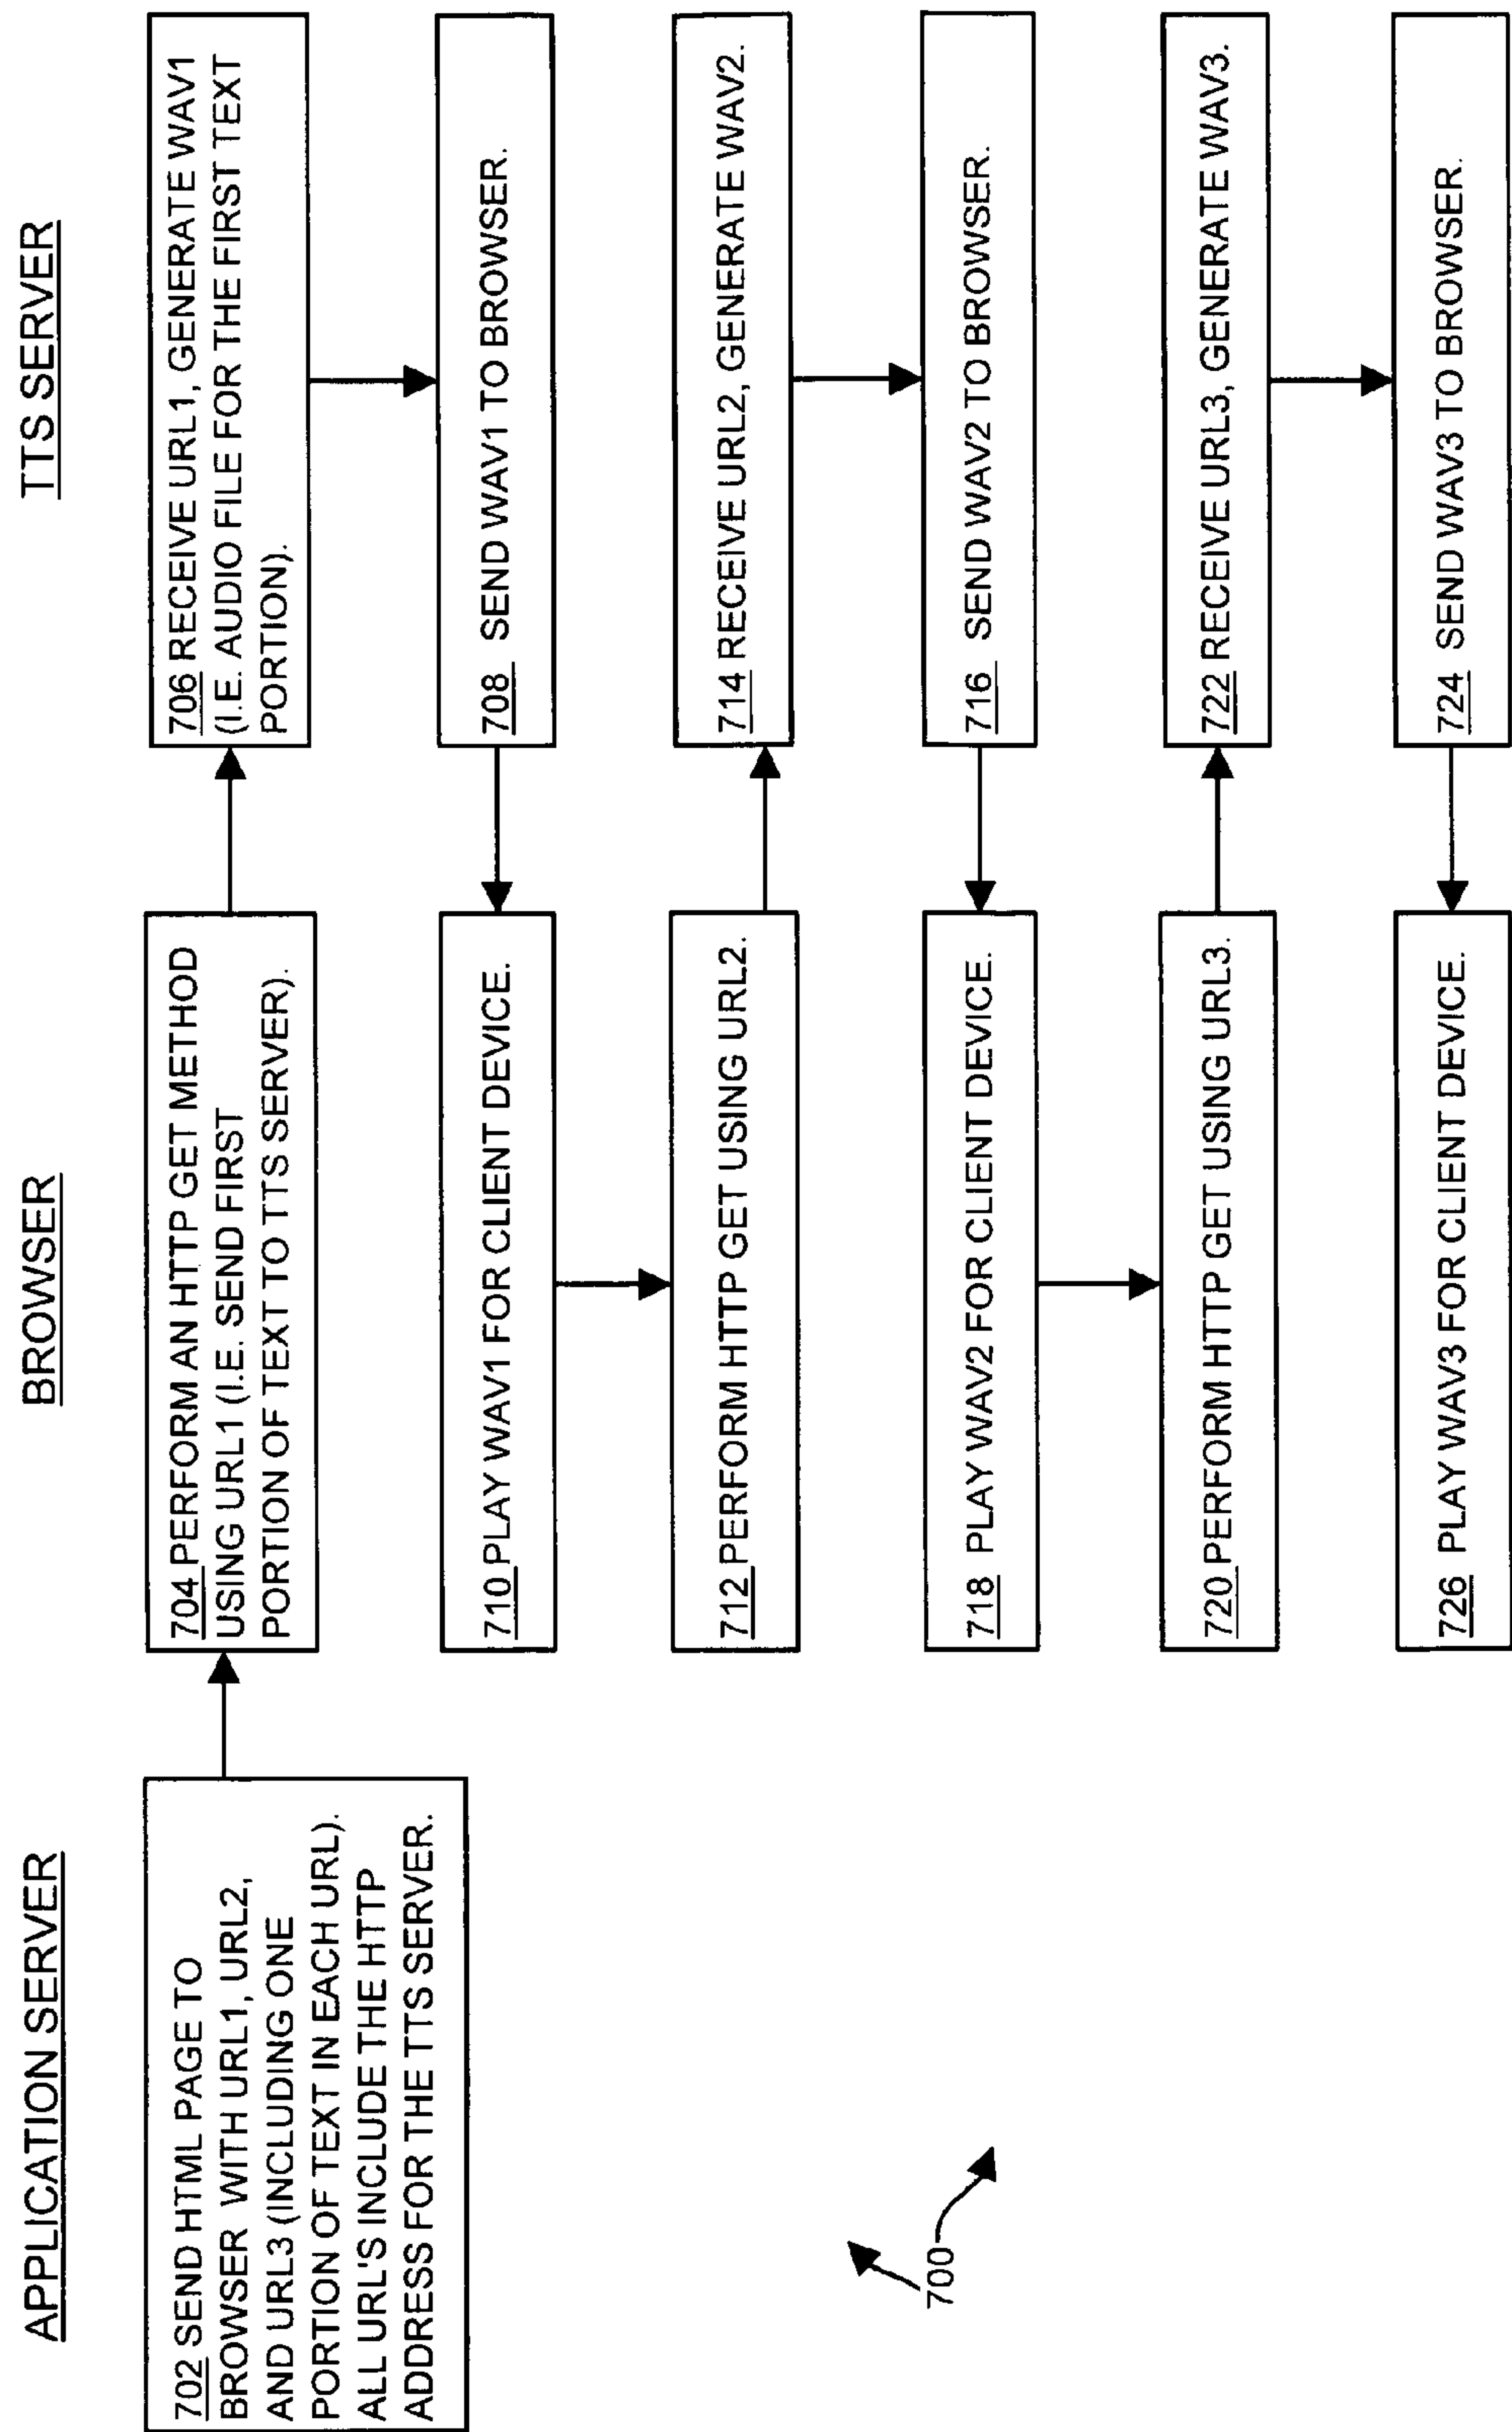 APPLICATION SERVER
BROWSER
TTS SERVER
702 SEND HTML PAGE TO
BROWSER WITH URL1, URL2,
AND URL3 (INCLUDING ONE
PORTION OF TEXT IN EACH URL).
ALL URL'S INCLUDE THE HTTP
ADDRESS FOR THE TTS SERVER.
704 PERFORM AN HTTP GET METHOD
USING URL1 (I.E. SEND FIRST
PORTION OF TEXT TO TTS SERVER).
706 RECEIVE URL1, GENERATE WAV1
(I.E. AUDIO FILE FOR THE FIRST TEXT
PORTION).
708 SEND WAV1 TO BROWSER.
710 PLAY WAV1 FOR CLIENT DEVICE.
712 PERFORM HTTP GET USING URL2.
714 RECEIVE URL2, GENERATE WAV2.
716 SEND WAV2 TO BROWSER.
718 PLAY WAV2 FOR CLIENT DEVICE.
720 PERFORM HTTP GET USING URL3.
722 RECEIVE URL3, GENERATE WAV3.
724 SEND WAV3 TO BROWSER.
726 PLAY WAV3 FOR CLIENT DEVICE.
700